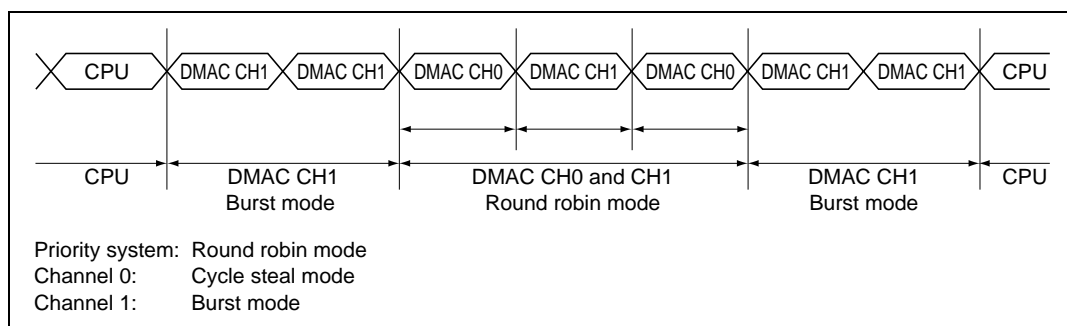 CPU DMAC CH1 DMAC CH1 DMAC CH0 DMAC CH1 DMAC CH0 DMAC CH1 DMAC CH1 CPU
CPU DMAC CH1 DMAC CH0 and CH1 DMAC CH1 CPU
Burst mode Round robin mode Burst mode
Priority system: Round robin mode
Channel 0: Cycle steal mode
Channel 1: Burst mode